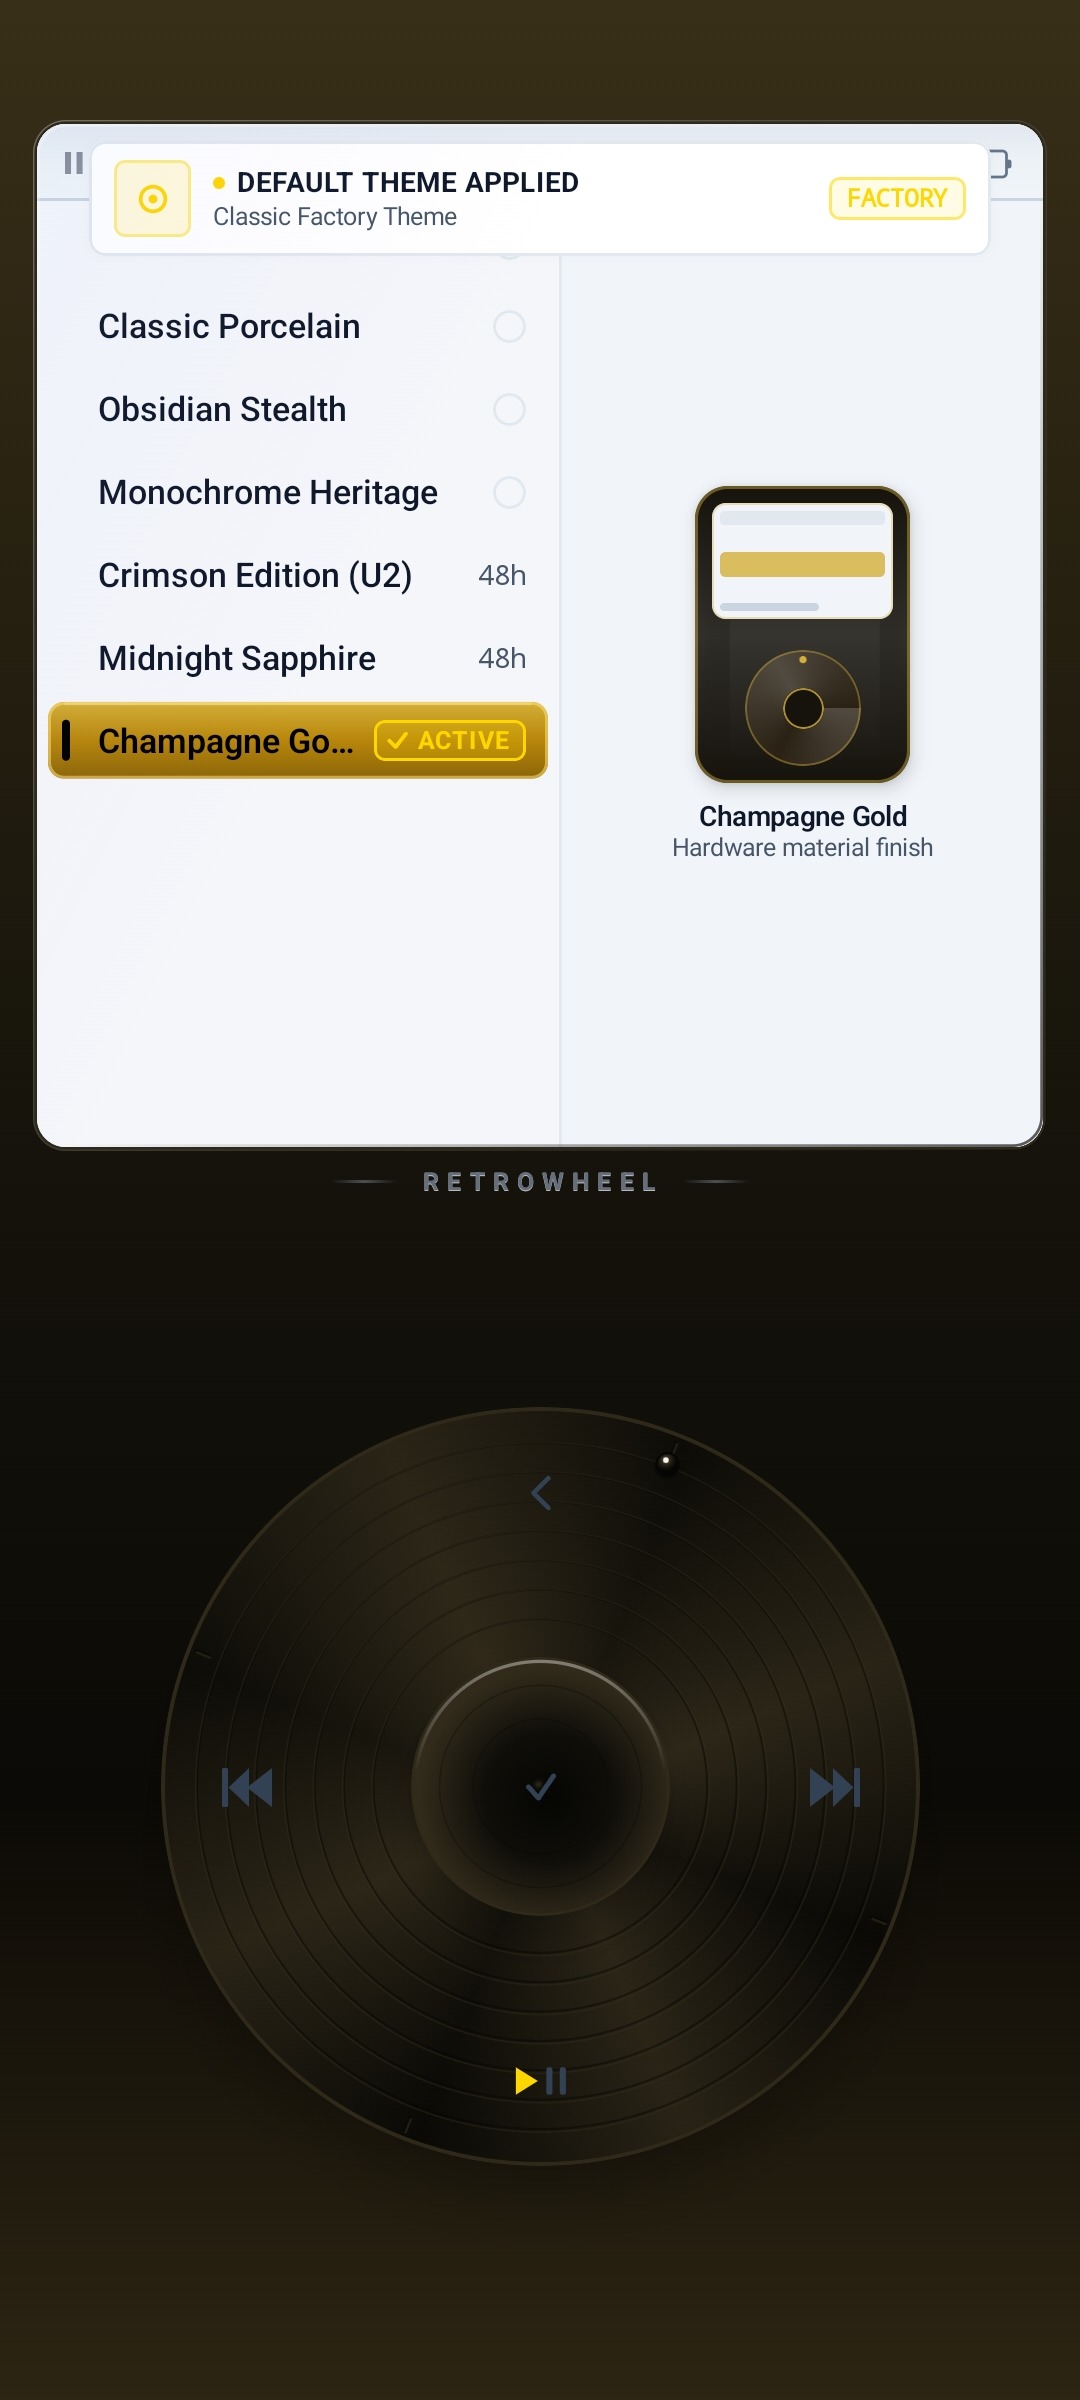 DEFAULT THEME APPLIED
Classic Factory Theme
FACTORY
Classic Porcelain
Obsidian Stealth
Monochrome Heritage
Crimson Edition (U2) 48h
Midnight Sapphire 48h
Champagne Go... ACTIVE
Champagne Gold
Hardware material finish
RETROWHEEL